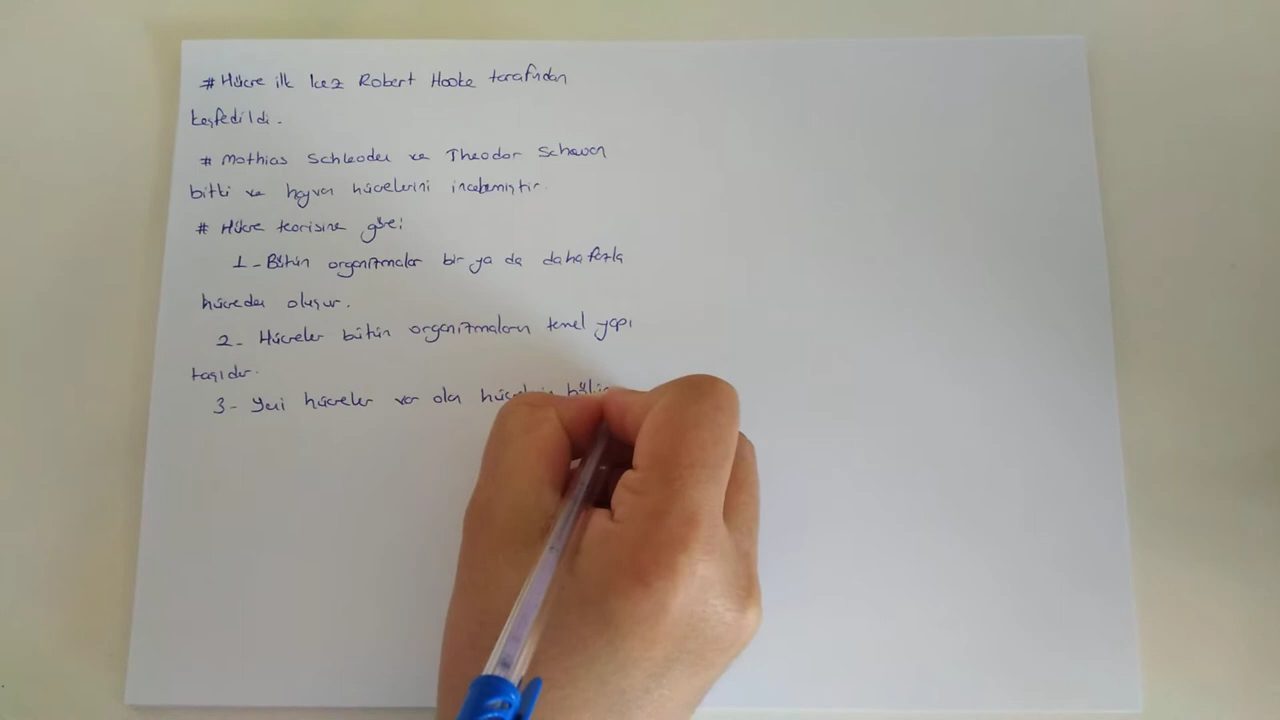 # Hücre ilk kez Robert Hooke tarafından
keşfedildi.
# Mathias Schleiden ve Theodor Schwan
bitki ve hayvan hücrelerini incelemiştir.
# Hücre teorisine göre;
1- Bütün organizmalar bir ya da daha fazla
hücreden oluşur.
2- Hücreler bütün organizmaların temel yapı
taşıdır.
3- Yeni hücreler var olan